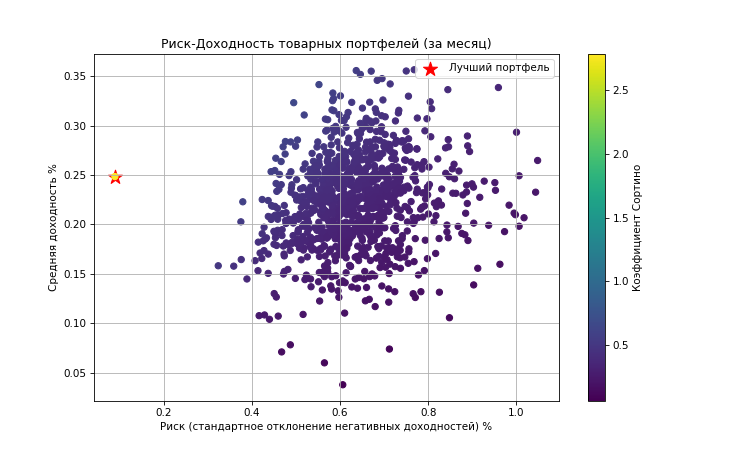 Риск-Доходность товарных портфелей (за месяц)
Лучший портфель
Средняя доходность %
0.35
0.30
0.25
0.20
0.15
0.10
0.05
0.2 0.4 0.6 0.8 1.0
Риск (стандартное отклонение негативных доходностей) %
2.5
2.0
1.5
1.0
0.5
Коэффициент Сортино